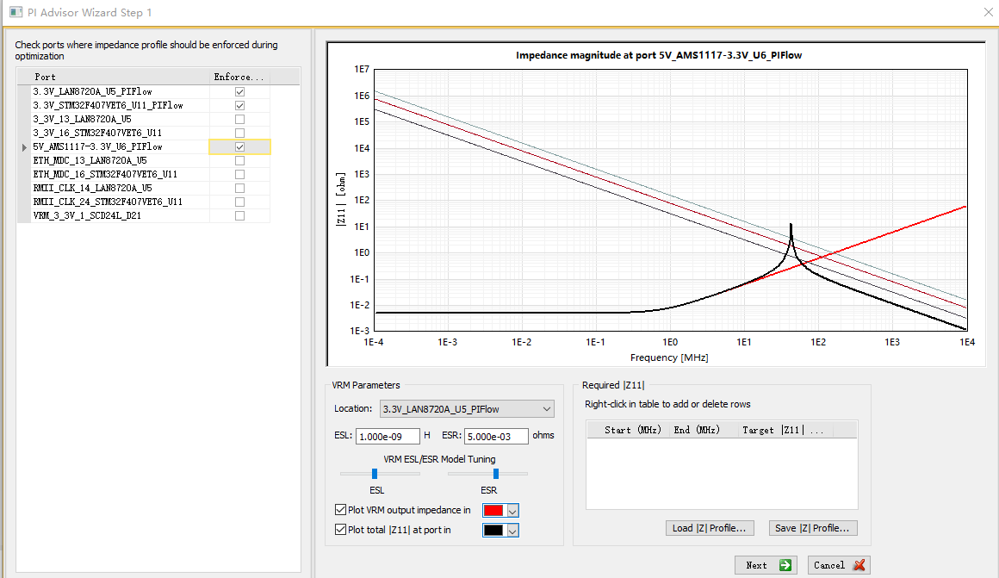 PI Advisor Wizard Step 1
Check ports where impedance profile should be enforced during
optimization
Port Enforce...
3.3V_LAN8720A_U5_PIFlow
3.3V_STM32F407VET6_U11_PIFlow
3_3V_13_LAN8720A_U5
3_3V_16_STM32F407VET6_U11
5V_AMS1117-3.3V_U6_PIFlow
ETH_MDC_13_LAN8720A_U5
ETH_MDC_16_STM32F407VET6_U11
RMII_CLK_14_LAN8720A_U5
RMII_CLK_24_STM32F407VET6_U11
VRM_3_3V_1_SCD24L_D21
Impedance magnitude at port 5V_AMS1117-3.3V_U6_PIFlow
|Z11| [ohm]
1E7
1E6
1E5
1E4
1E3
1E2
1E1
1E0
1E-1
1E-2
1E-3
1E-4 1E-3 1E-2 1E-1 1E0 1E1 1E2 1E3 1E4
Frequency [MHz]
VRM Parameters
Location: 3.3V_LAN8720A_U5_PIFlow
ESL: 1.000e-09 H ESR: 5.000e-03 ohms
VRM ESL/ESR Model Tuning
ESL ESR
Plot VRM output impedance in
Plot total |Z11| at port in
Required |Z11|
Right-click in table to add or delete rows
Start (MHz) End (MHz) Target |Z11| ...
Load |Z| Profile... Save |Z| Profile...
Next Cancel